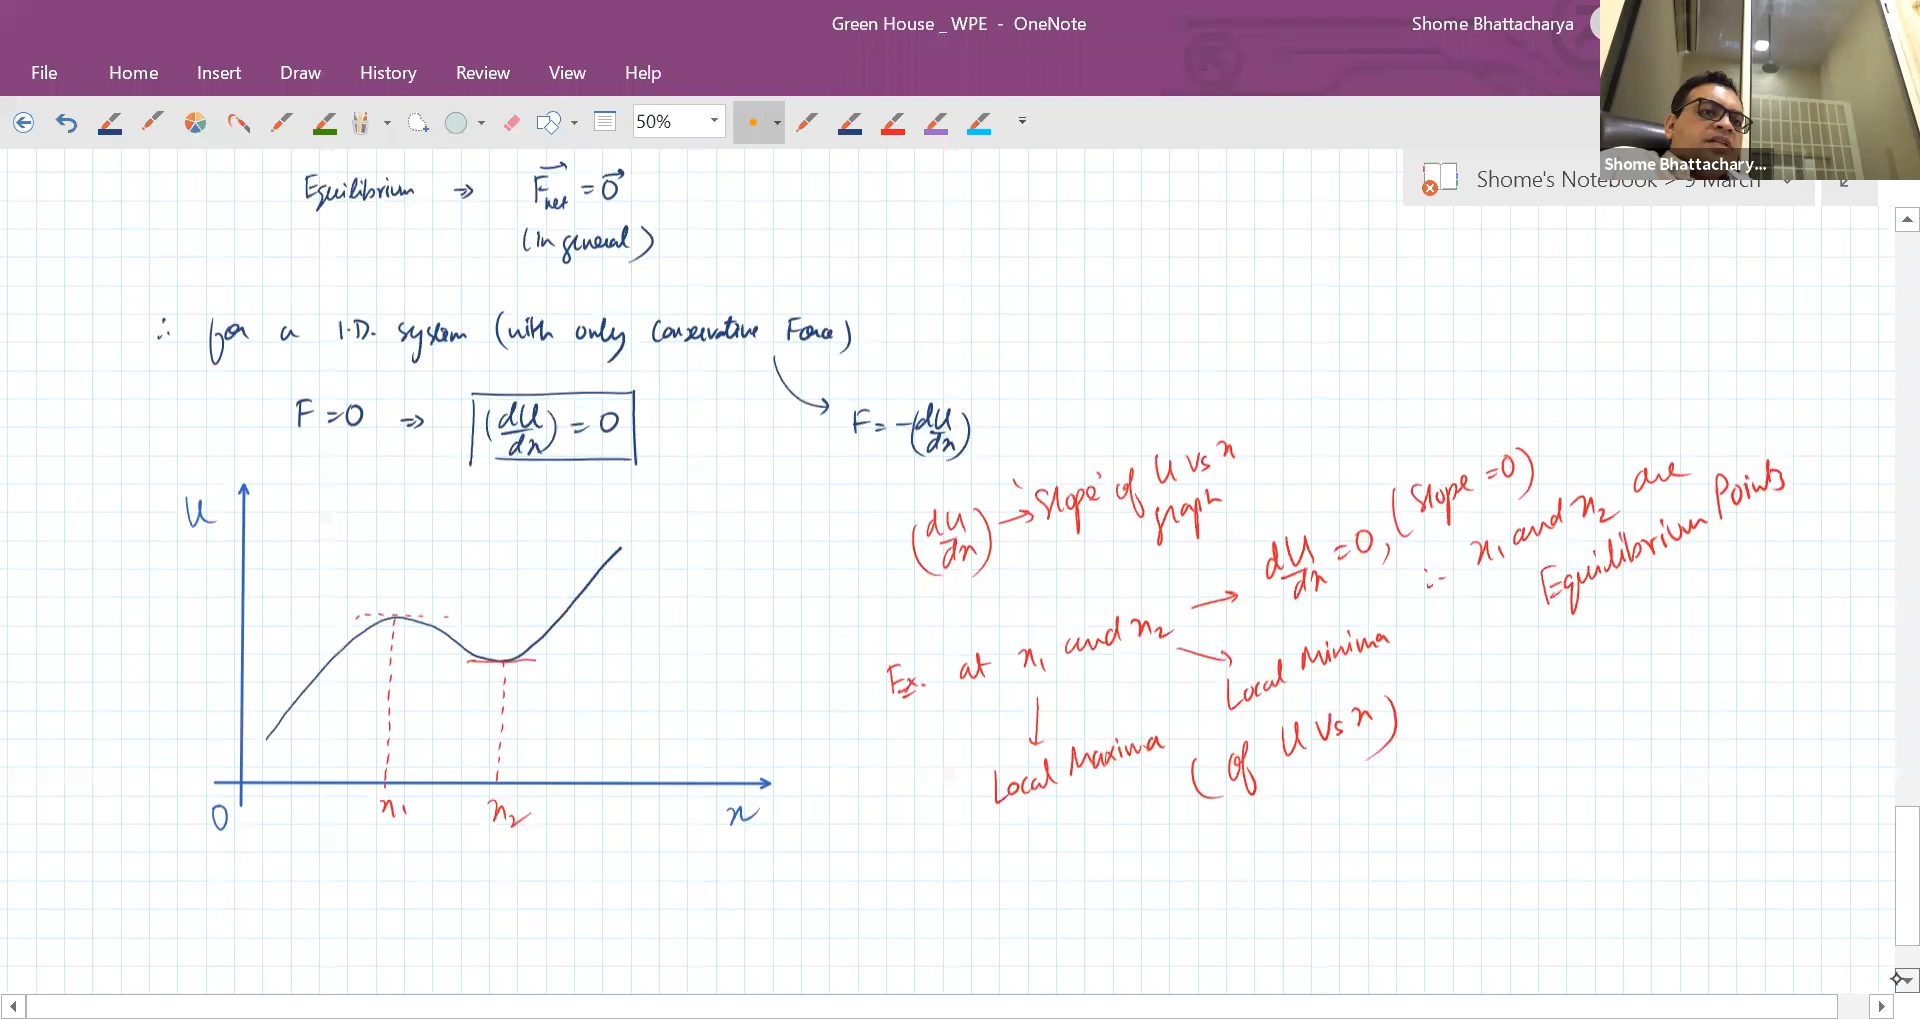 Green House _ WPE - OneNote
Shome Bhattacharya
File Home Insert Draw History Review View Help
50%
Shome Bhattachary...
Shome's Notebook > 9 March
Equilibrium → F_net = 0
(in general)
∴ for a 1.D. system (with only Conservative Force)
F = 0 ⇒ (dU/dx) = 0
F = -(dU/dx)
U
(dU/dx) → 'Slope' of U vs x graph
Ex. at x₁ and x₂ → dU/dx = 0, (Slope = 0)
∴ x₁ and x₂ are Equilibrium Points
Local Minima
Local Maxima (of U vs x)
0 x₁ x₂ x